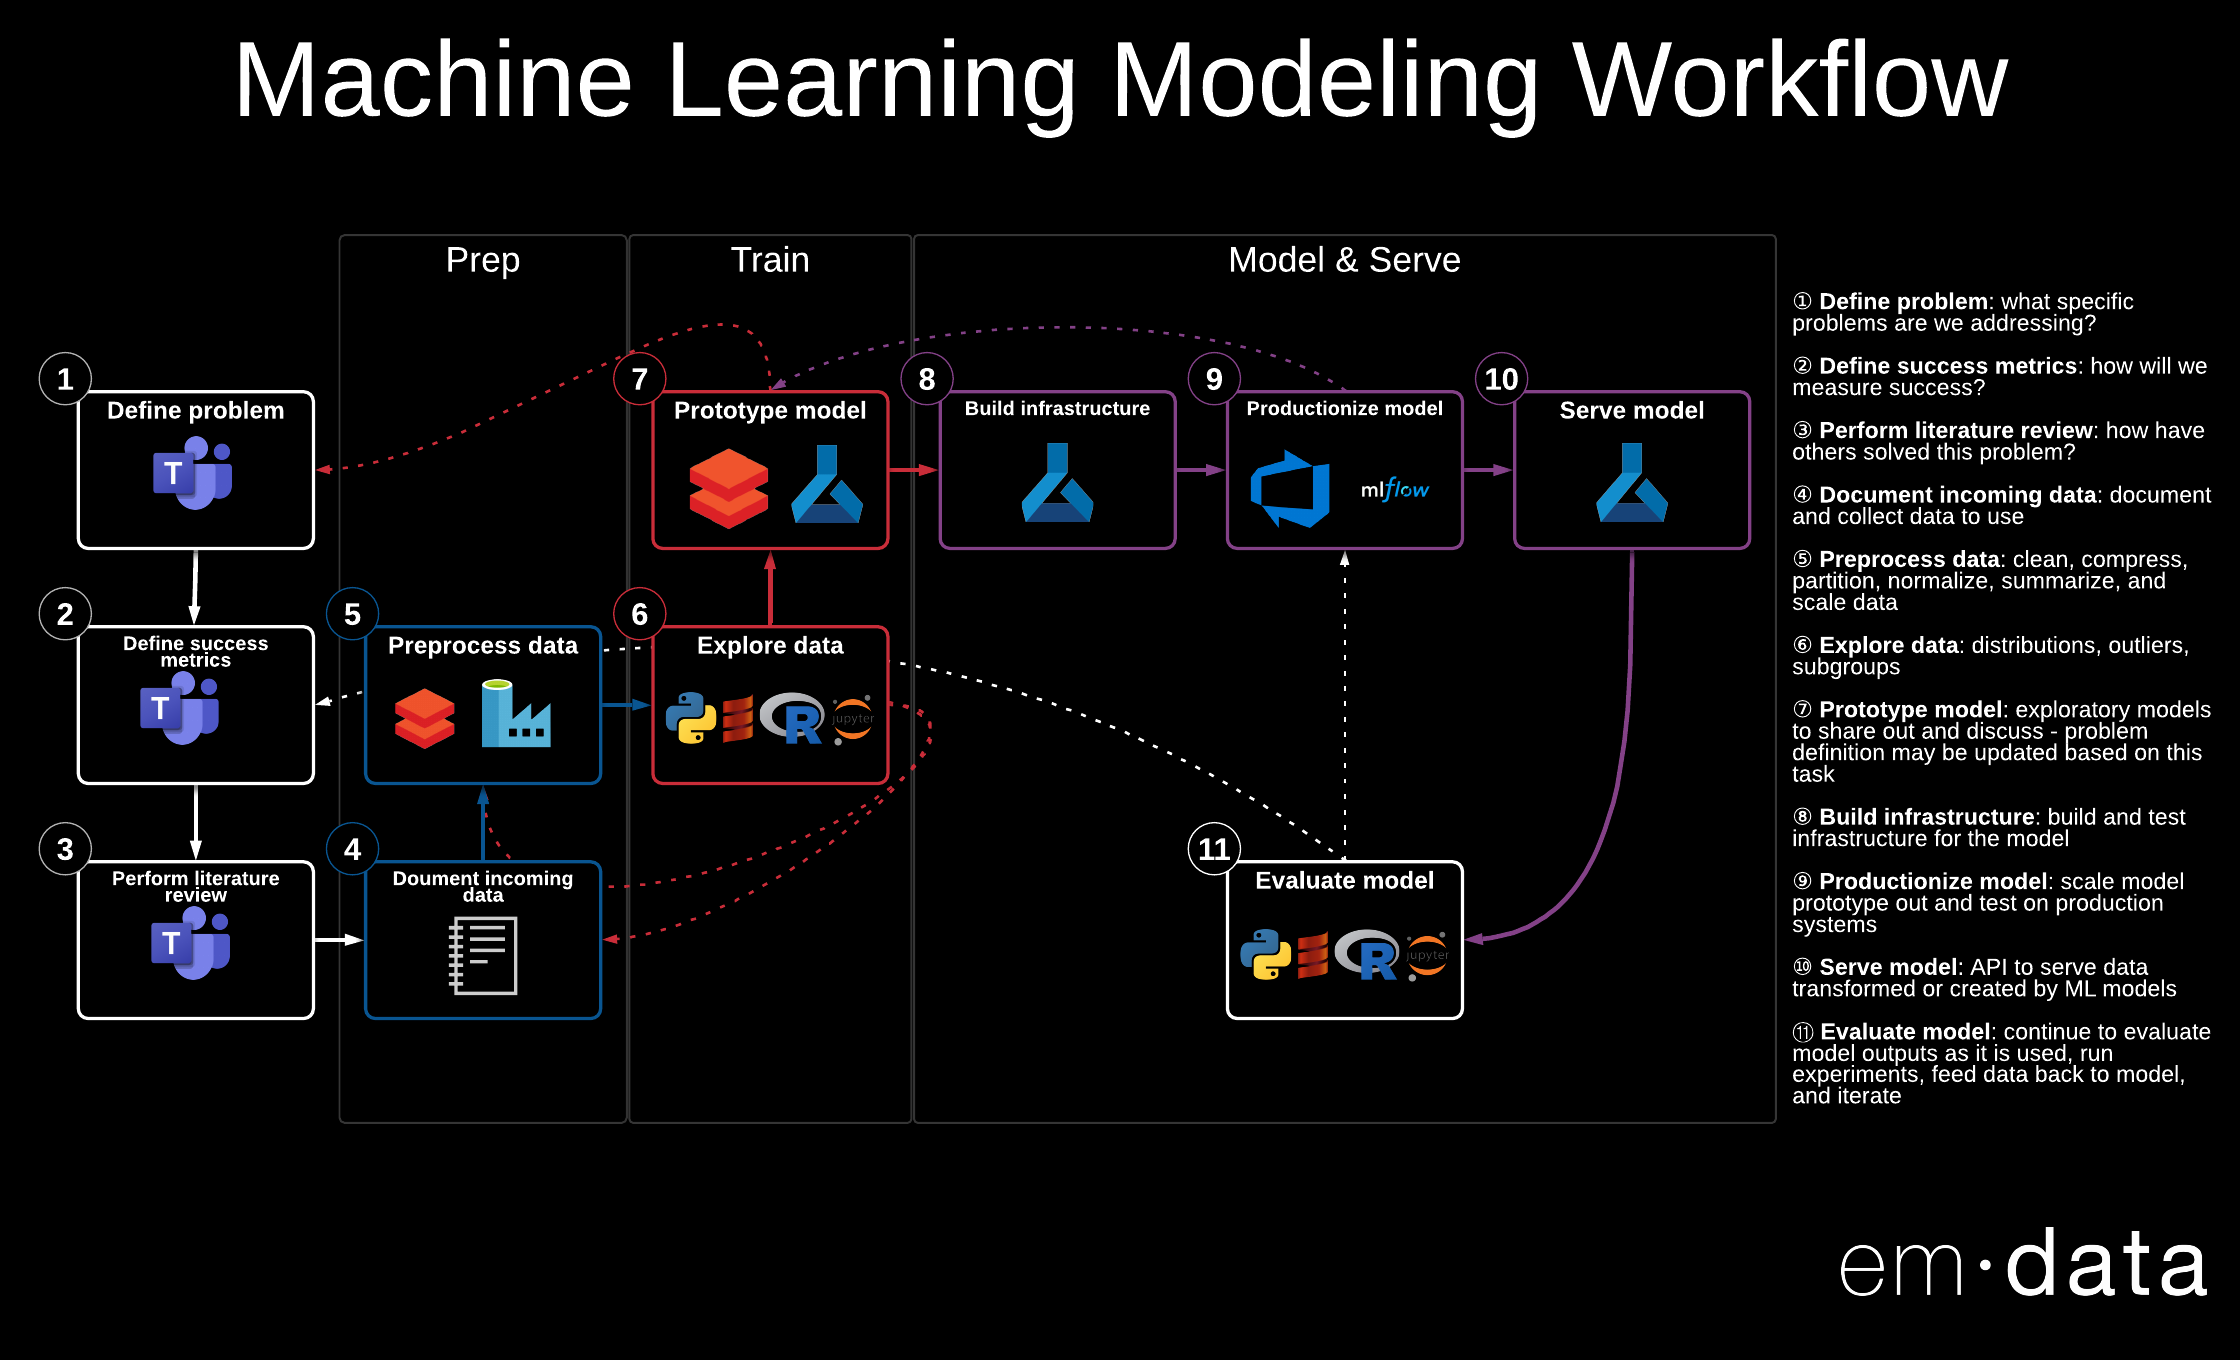 Machine Learning Modeling Workflow
Prep
Train
Model & Serve
1
Define problem
T
2
Define success
metrics
T
3
Perform literature
review
T
4
Doument incoming
data
5
Preprocess data
6
Explore data
R
jupyter
7
Prototype model
8
Build infrastructure
9
Productionize model
mlflow
10
Serve model
11
Evaluate model
R
jupyter
① Define problem: what specific
problems are we addressing?
② Define success metrics: how will we
measure success?
③ Perform literature review: how have
others solved this problem?
④ Document incoming data: document
and collect data to use
⑤ Preprocess data: clean, compress,
partition, normalize, summarize, and
scale data
⑥ Explore data: distributions, outliers,
subgroups
⑦ Prototype model: exploratory models
to share out and discuss - problem
definition may be updated based on this
task
⑧ Build infrastructure: build and test
infrastructure for the model
⑨ Productionize model: scale model
prototype out and test on production
systems
⑩ Serve model: API to serve data
transformed or created by ML models
⑪ Evaluate model: continue to evaluate
model outputs as it is used, run
experiments, feed data back to model,
and iterate
em·data